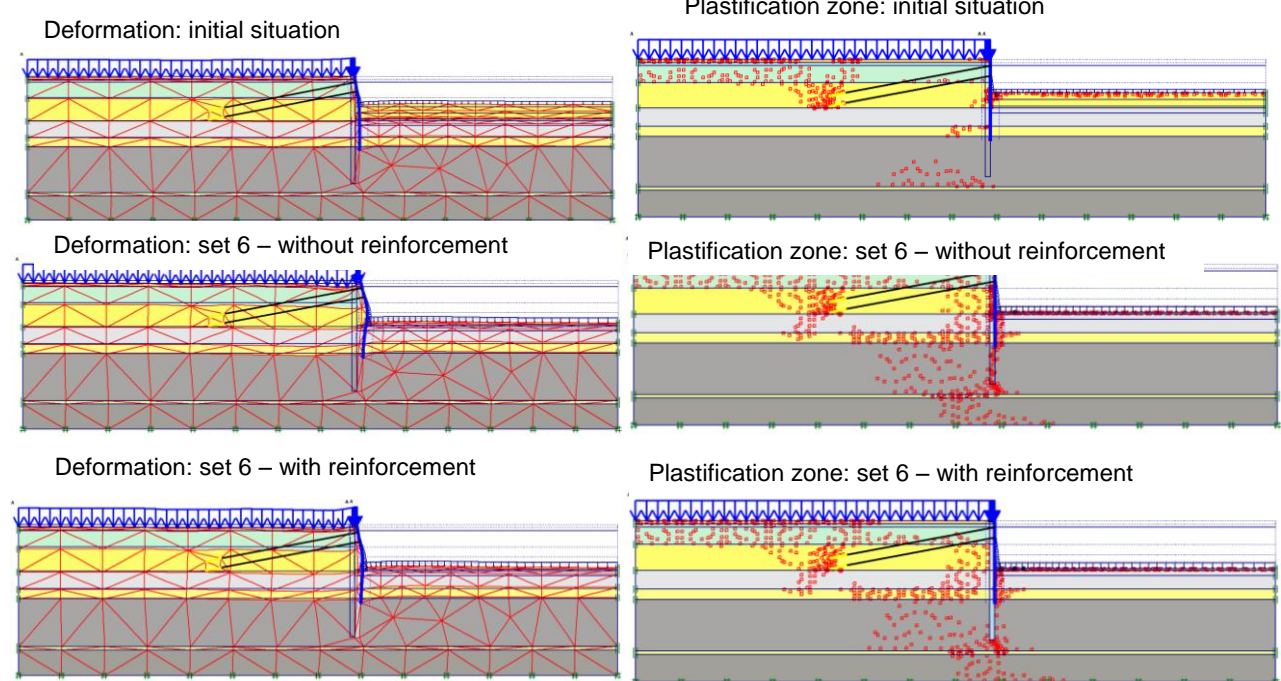 Deformation: initial situation
Plastification zone: initial situation
Deformation: set 6 – without reinforcement
Plastification zone: set 6 – without reinforcement
Deformation: set 6 – with reinforcement
Plastification zone: set 6 – with reinforcement